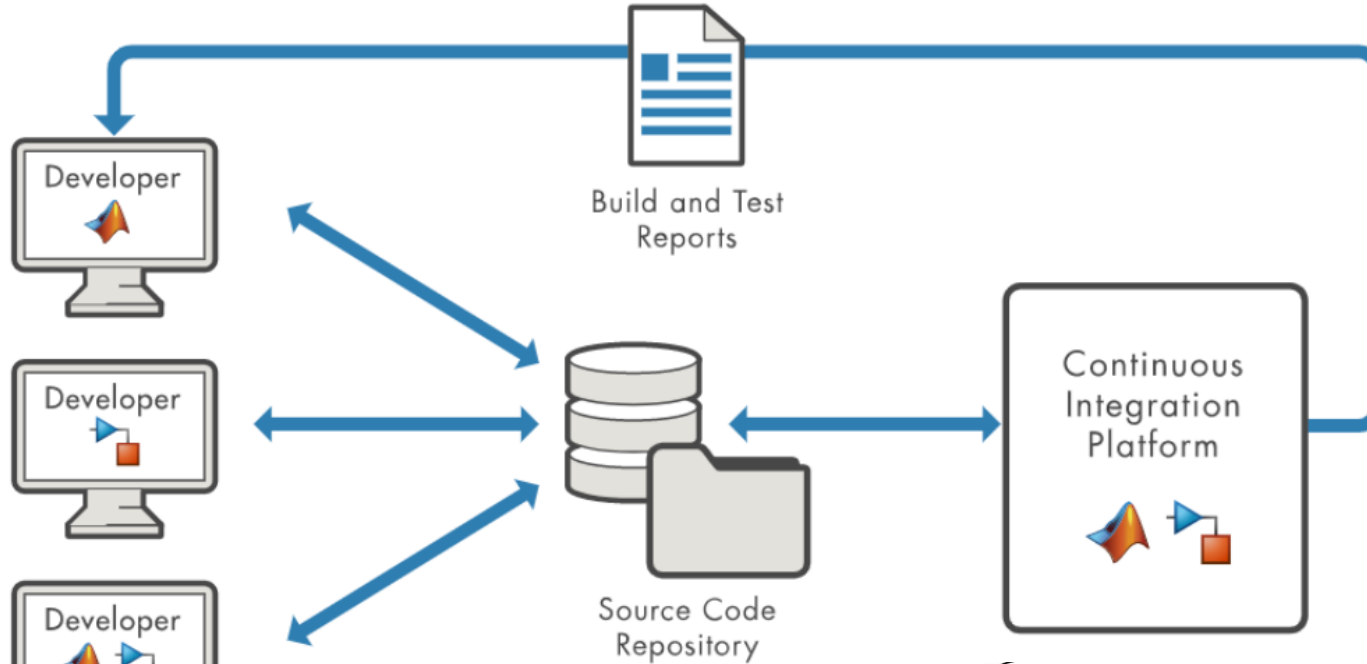 Build and Test
Reports
Developer
Developer
Developer
Source Code
Repository
Continuous
Integration
Platform